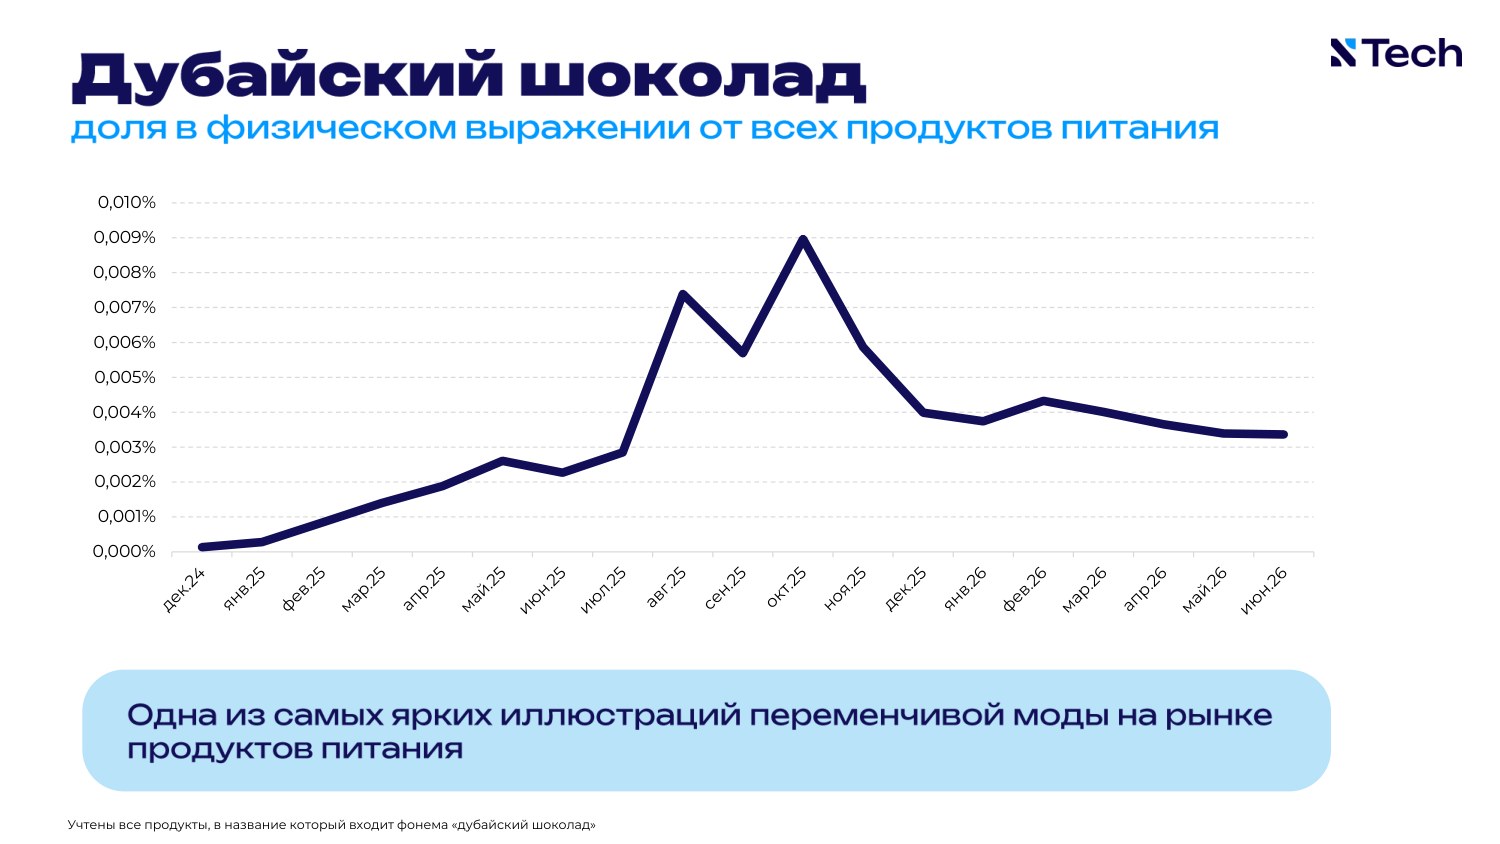 Дубайский шоколад
Tech
доля в физическом выражении от всех продуктов питания
0,010%
0,009%
0,008%
0,007%
0,006%
0,005%
0,004%
0,003%
0,002%
0,001%
0,000%
дек.24
янв.25
фев.25
мар.25
апр.25
май.25
июн.25
июл.25
авг.25
сен.25
окт.25
ноя.25
дек.25
янв.26
фев.26
мар.26
апр.26
май.26
июн.26
Одна из самых ярких иллюстраций переменчивой моды на рынке
продуктов питания
Учтены все продукты, в название который входит фонема «дубайский шоколад»